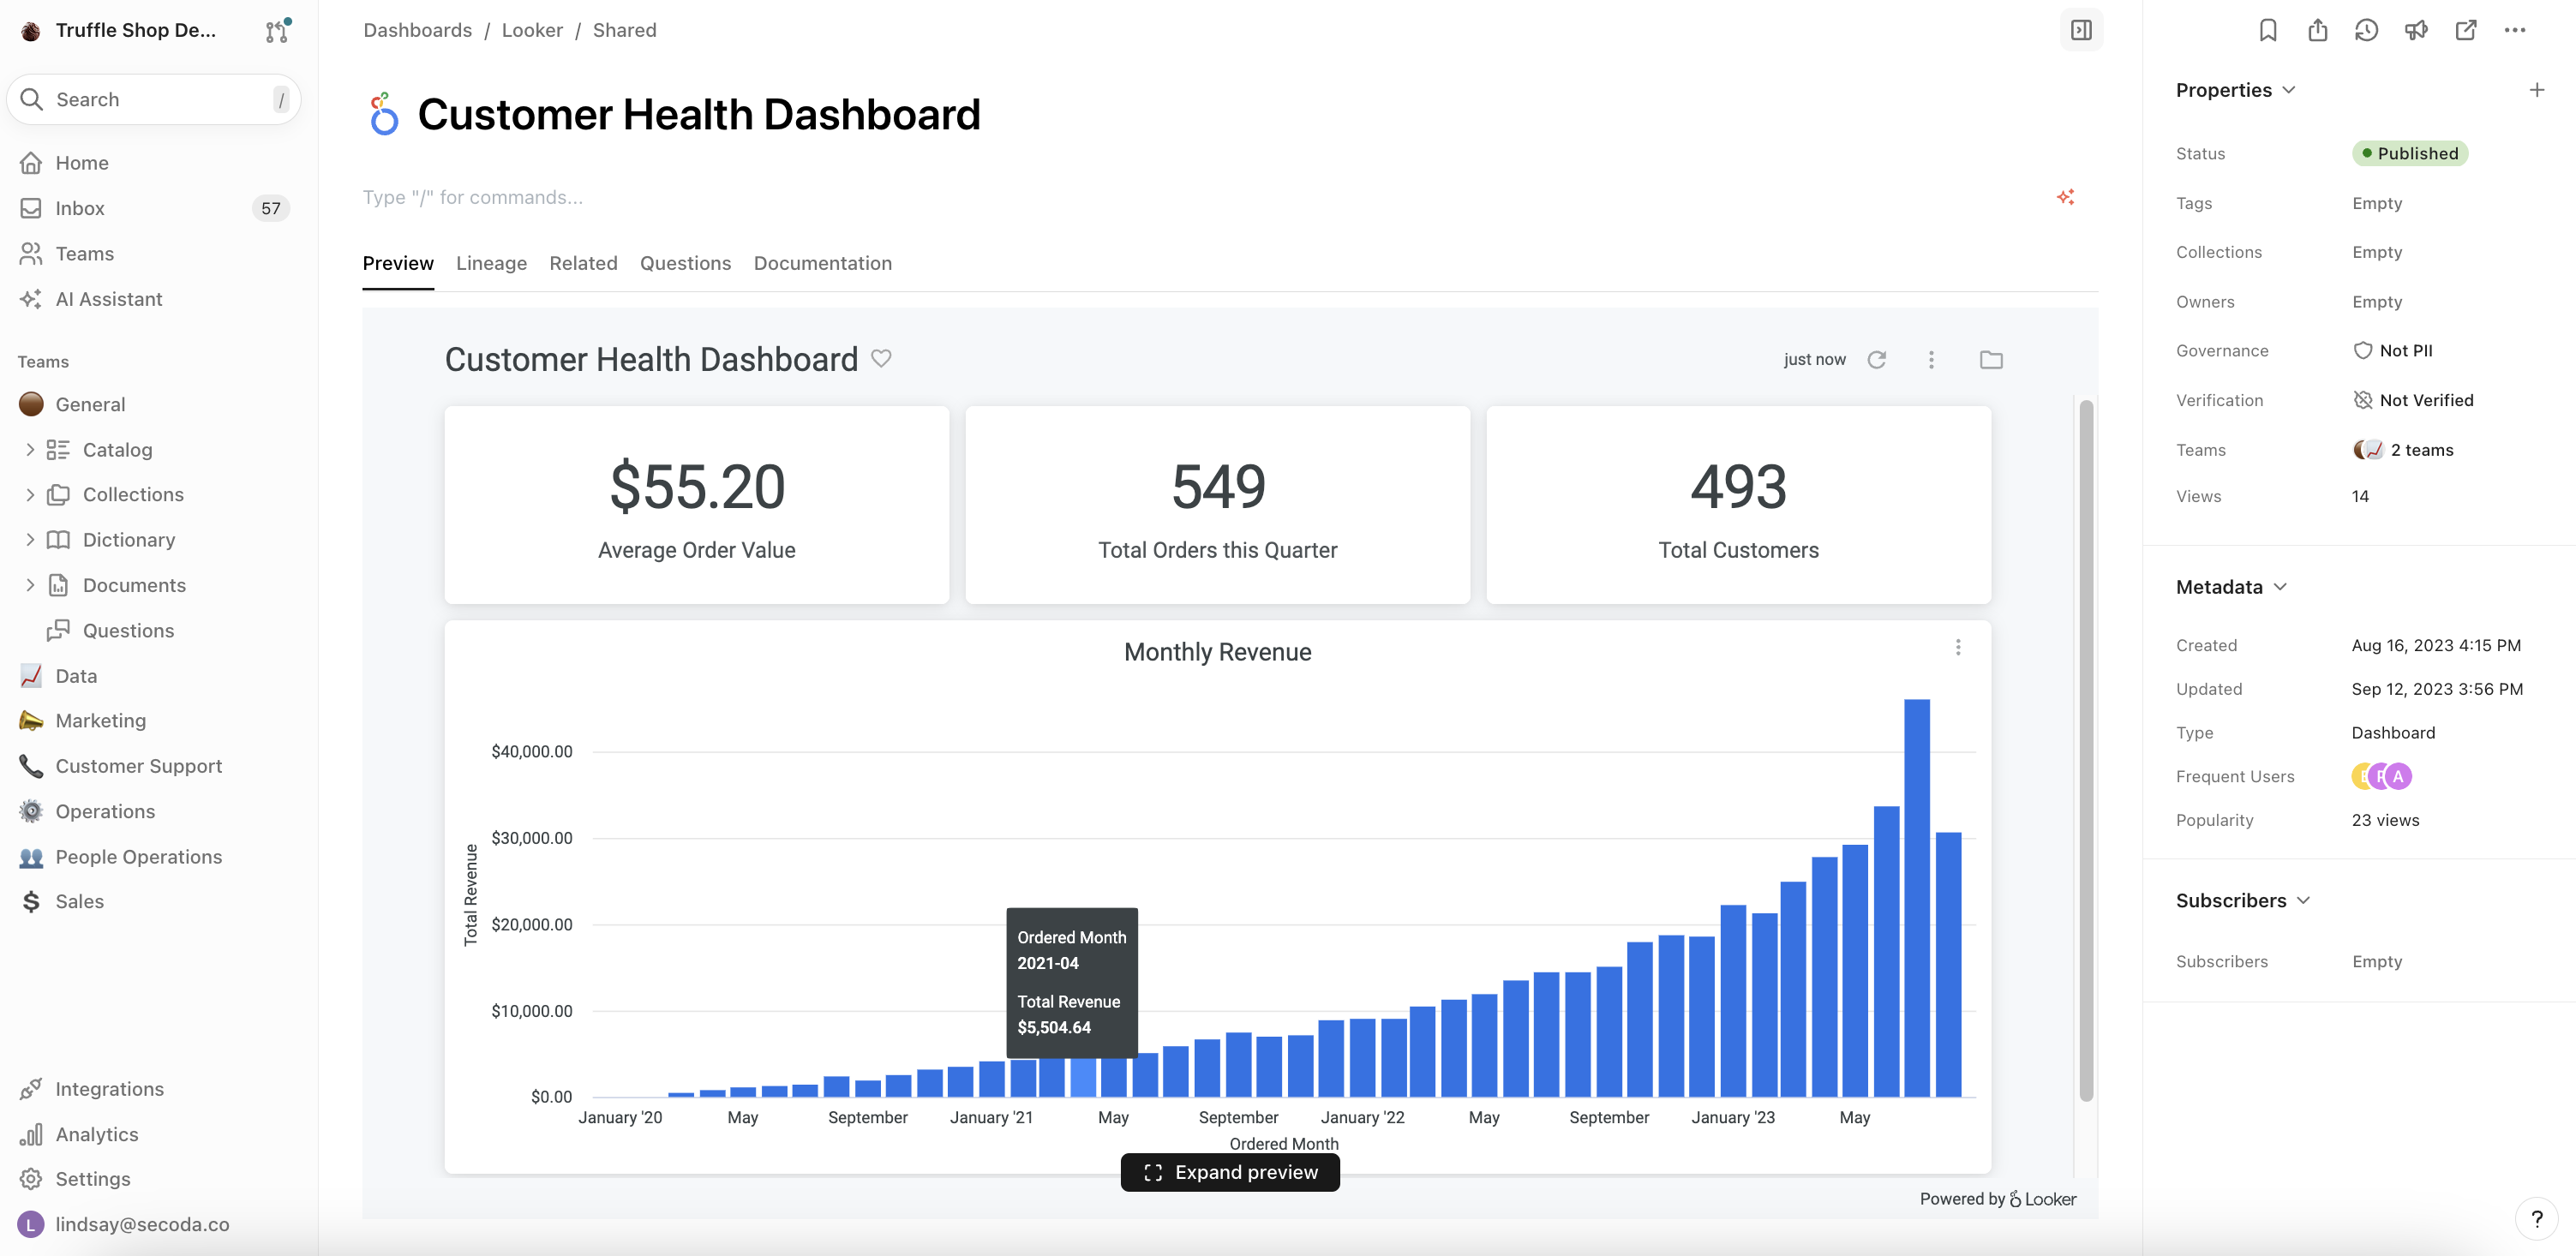 Truffle Shop De...
Search
/
Home
Inbox
57
Teams
AI Assistant
Teams
General
Catalog
Collections
Dictionary
Documents
Questions
Data
Marketing
Customer Support
Operations
People Operations
Sales
Integrations
Analytics
Settings
L
lindsay@secoda.co
Dashboards / Looker / Shared
Customer Health Dashboard
Type "/" for commands...
Preview
Lineage
Related
Questions
Documentation
Customer Health Dashboard
just now
$55.20
Average Order Value
549
Total Orders this Quarter
493
Total Customers
Monthly Revenue
Total Revenue
$40,000.00
$30,000.00
$20,000.00
$10,000.00
$0.00
Ordered Month
2021-04
Total Revenue
$5,504.64
January '20
May
September
January '21
May
September
January '22
May
September
January '23
May
Ordered Month
Expand preview
Powered by Looker
Properties
Status
Published
Tags
Empty
Collections
Empty
Owners
Empty
Governance
Not PII
Verification
Not Verified
Teams
2 teams
Views
14
Metadata
Created
Aug 16, 2023 4:15 PM
Updated
Sep 12, 2023 3:56 PM
Type
Dashboard
Frequent Users
A
Popularity
23 views
Subscribers
Subscribers
Empty
?